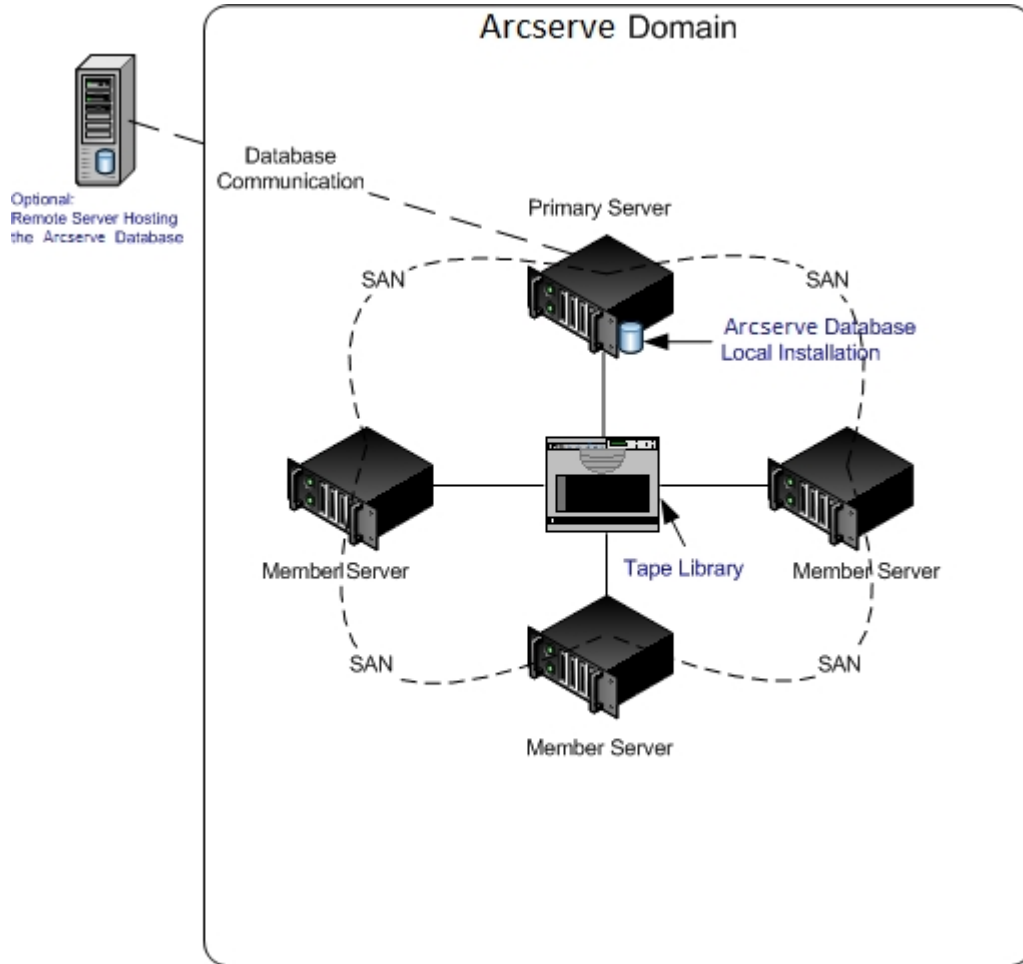 Arcserve Domain
Database
Communication
Optional:
Remote Server Hosting
the Arcserve Database
Primary Server
SAN
SAN
Arcserve Database
Local Installation
Member Server
Tape Library
Member Server
SAN
SAN
Member Server